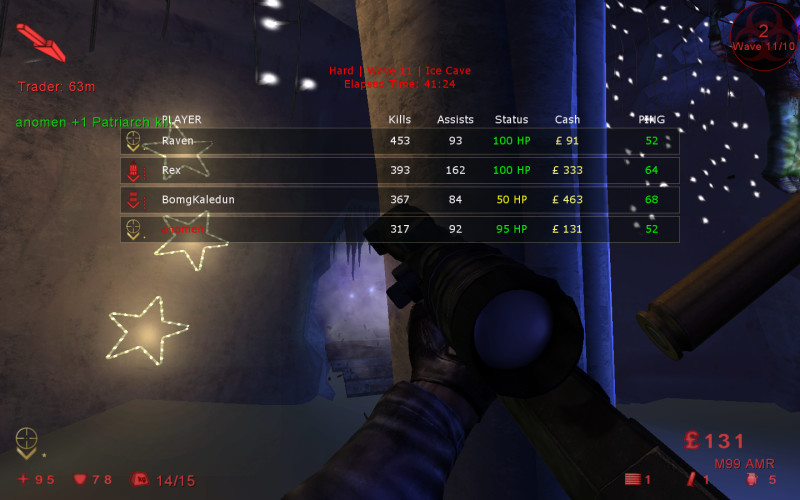 2
Wave 11/10
Hard | Wave 11 | Ice Cave
Elapsed Time: 41:24
Trader: 63m
anomen +1 Patriarch kill
PLAYER Kills Assists Status Cash PING
Raven 453 93 100 HP £ 91 52
Rex 393 162 100 HP £ 333 64
BomgKaledun 367 84 50 HP £ 463 68
anomen 317 92 95 HP £ 131 52
£131
M99 AMR
95 78 14/15 1 1 5